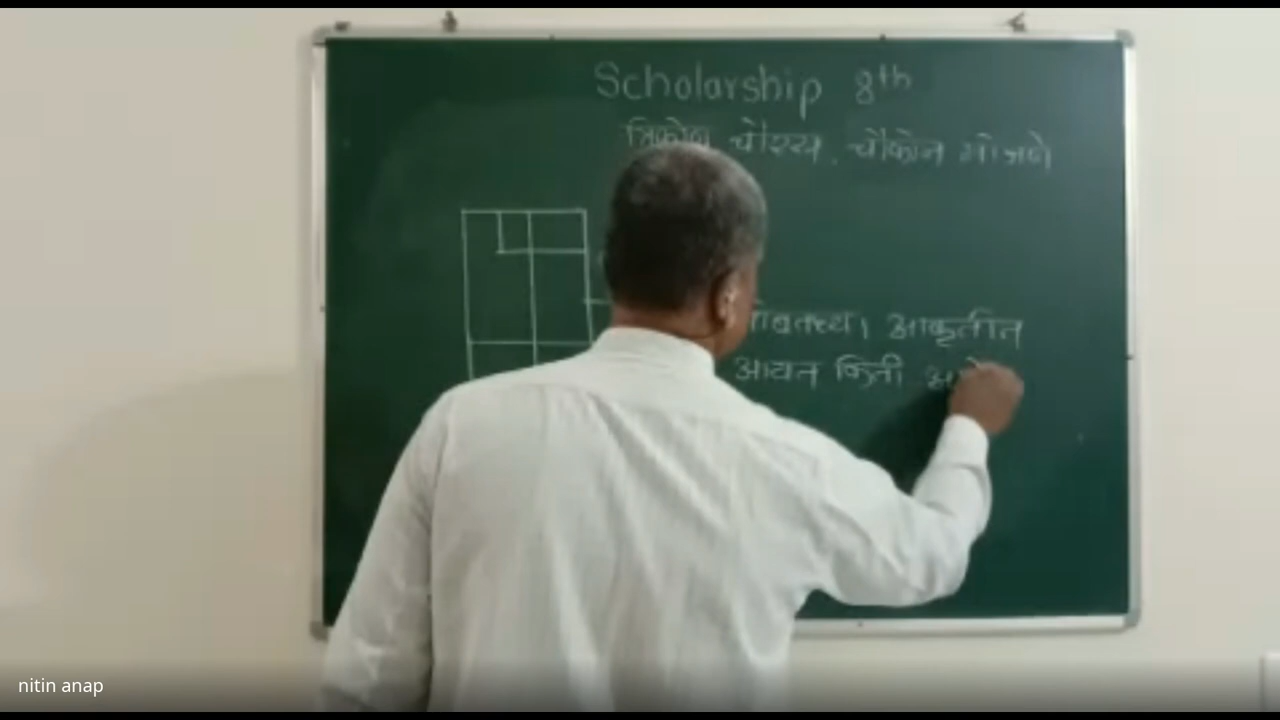 Scholarship 8th
त्रिकोण, चौरस, चौकोन मोजणे
आकृतीत
आयत किती
nitin anap